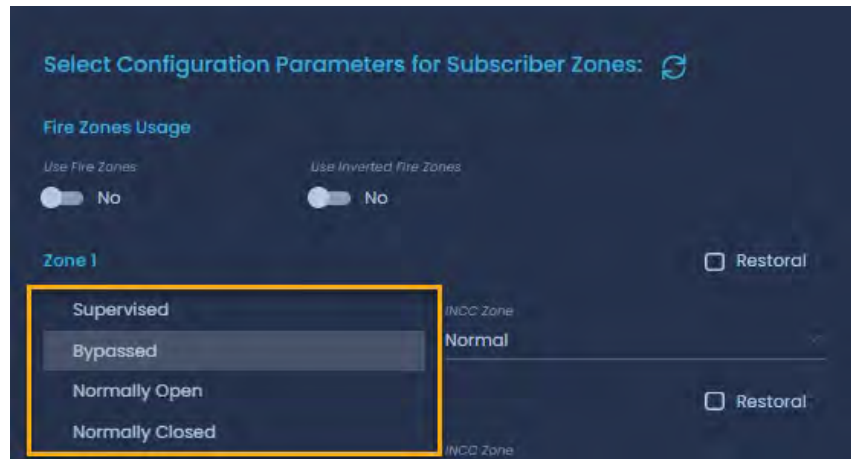 Select Configuration Parameters for Subscriber Zones:
Fire Zones Usage
Use Fire Zones
Use Inverted Fire Zones
No
No
Zone 1
Restoral
Supervised
INCC Zone
Bypassed
Normal
Normally Open
Restoral
Normally Closed
INCC Zone